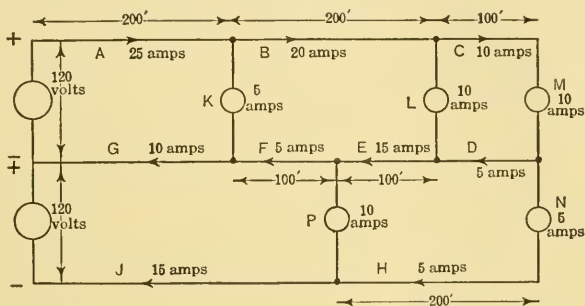 200' 200' 100'
+ A 25 amps B 20 amps C 10 amps
120 volts
K 5 amps
L 10 amps
M 10 amps
G 10 amps F 5 amps E 15 amps D 5 amps
−
+
100' 100'
120 volts
P 10 amps
N 5 amps
− J 15 amps H 5 amps
200'